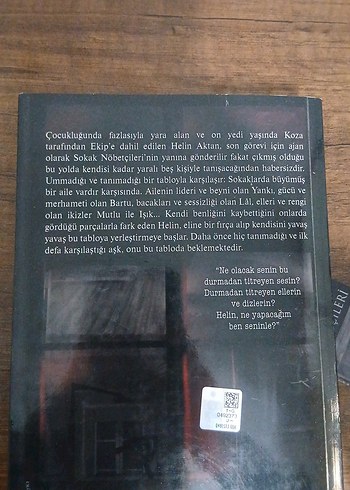 Çocukluğunda fazlasıyla yara alan ve on yedi yaşında Koza
tarafından Ekip'e dahil edilen Helin Aktan, son görevi için ajan
olarak Sokak Nöbetçileri'nin yanına gönderilir fakat çıkmış olduğu
bu yolda kendisi kadar yaralı beş kişiyle tanışacağından habersizdir.
Ummadığı ve tanımadığı bir tabloyla karşılaşır: Sokaklarda büyümüş
bir aile vardır karşısında. Ailenin lideri ve beyni olan Yankı, gücü ve
merhameti olan Bartu, bacakları ve sessizliği olan Lâl, elleri ve rengi
olan ikizler Mutlu ile Işık... Kendi benliğini kaybettiğini onlarda
gördüğü parçalarla fark eden Helin, eline bir fırça alıp kendisini yavaş
yavaş bu tabloya yerleştirmeye başlar. Daha önce hiç tanımadığı ve ilk
defa karşılaştığı aşk, onu bu tabloda beklemektedir.
"Ne olacak senin bu
durmadan titreyen sesin?
Durmadan titreyen ellerin
ve dizlerin?
Helin, ne yapacağım
ben seninle?"